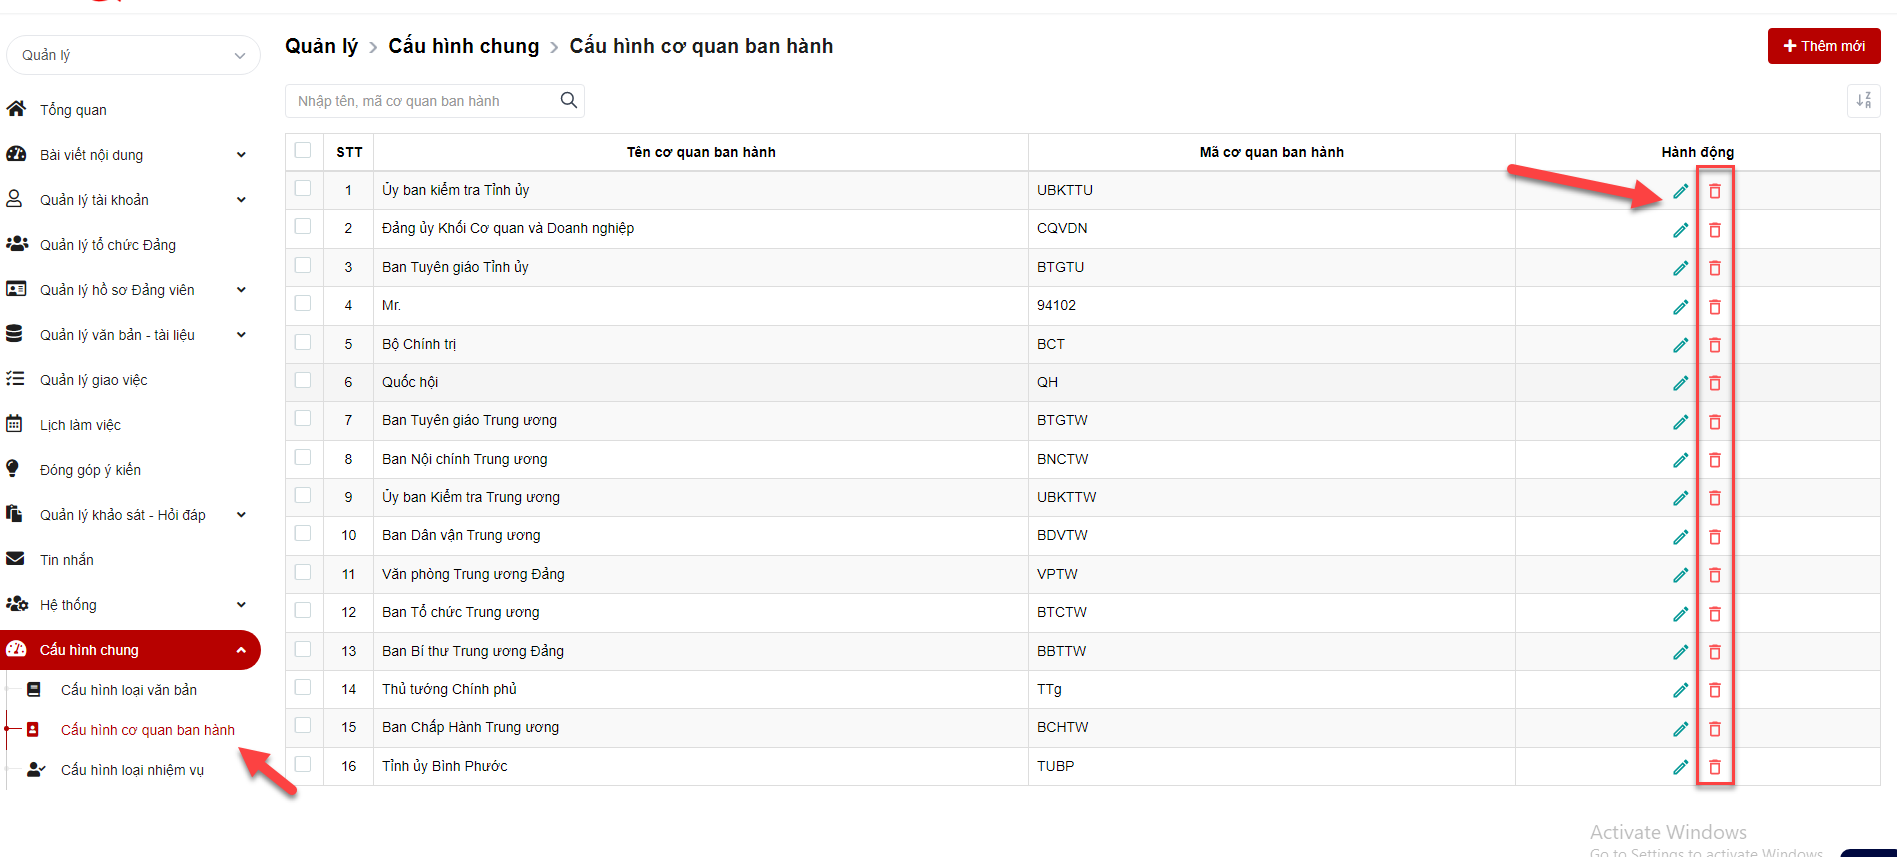 Quản lý
Quản lý > Cấu hình chung > Cấu hình cơ quan ban hành
Thêm mới
Nhập tên, mã cơ quan ban hành
Tổng quan
Bài viết nội dung
Quản lý tài khoản
Quản lý tổ chức Đảng
Quản lý hồ sơ Đảng viên
Quản lý văn bản - tài liệu
Quản lý giao việc
Lịch làm việc
Đóng góp ý kiến
Quản lý khảo sát - Hỏi đáp
Tin nhắn
Hệ thống
Cấu hình chung
Cấu hình loại văn bản
Cấu hình cơ quan ban hành
Cấu hình loại nhiệm vụ
STT Tên cơ quan ban hành Mã cơ quan ban hành Hành động
1 Ủy ban kiểm tra Tỉnh ủy UBKTTU
2 Đảng ủy Khối Cơ quan và Doanh nghiệp CQVDN
3 Ban Tuyên giáo Tỉnh ủy BTGTU
4 Mr. 94102
5 Bộ Chính trị BCT
6 Quốc hội QH
7 Ban Tuyên giáo Trung ương BTGTW
8 Ban Nội chính Trung ương BNCTW
9 Ủy ban Kiểm tra Trung ương UBKTTW
10 Ban Dân vận Trung ương BDVTW
11 Văn phòng Trung ương Đảng VPTW
12 Ban Tổ chức Trung ương BTCTW
13 Ban Bí thư Trung ương Đảng BBTTW
14 Thủ tướng Chính phủ TTg
15 Ban Chấp Hành Trung ương BCHTW
16 Tỉnh ủy Bình Phước TUBP
Activate Windows
Go to Settings to activate Windows